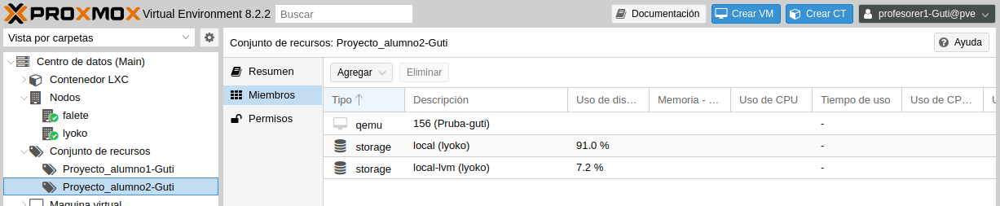 PROXMOX Virtual Environment 8.2.2 Buscar Documentación Crear VM Crear CT profesorer1-Guti@pve
Vista por carpetas
Conjunto de recursos: Proyecto_alumno2-Guti Ayuda
Centro de datos (Main)
Contenedor LXC
Nodos
falete
lyoko
Conjunto de recursos
Proyecto_alumno1-Guti
Proyecto_alumno2-Guti
Maquina virtual
Resumen
Miembros
Permisos
Agregar Eliminar
Tipo Descripción Uso de dis... Memoria - ... Uso de CPU Tiempo de uso Uso de CP... U
qemu 156 (Pruba-guti) -
storage local (lyoko) 91.0 % -
storage local-lvm (lyoko) 7.2 % -